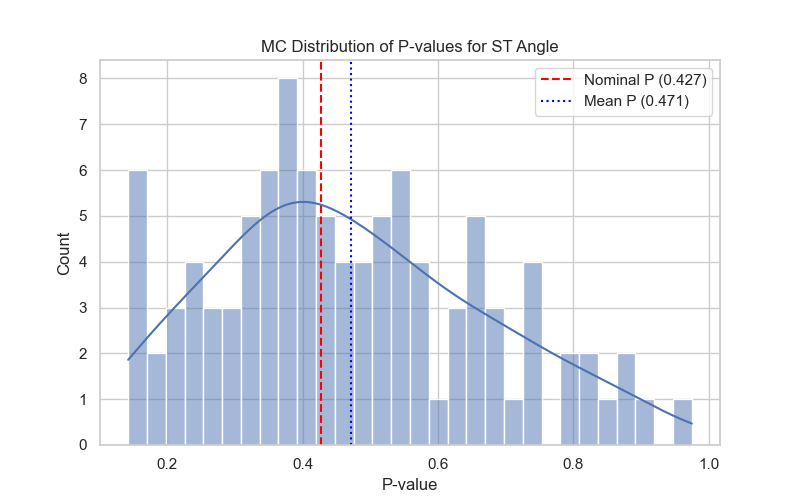 MC Distribution of P-values for ST Angle
Nominal P (0.427)
Mean P (0.471)
Count
8
7
6
5
4
3
2
1
0
0.2
0.4
0.6
0.8
1.0
P-value